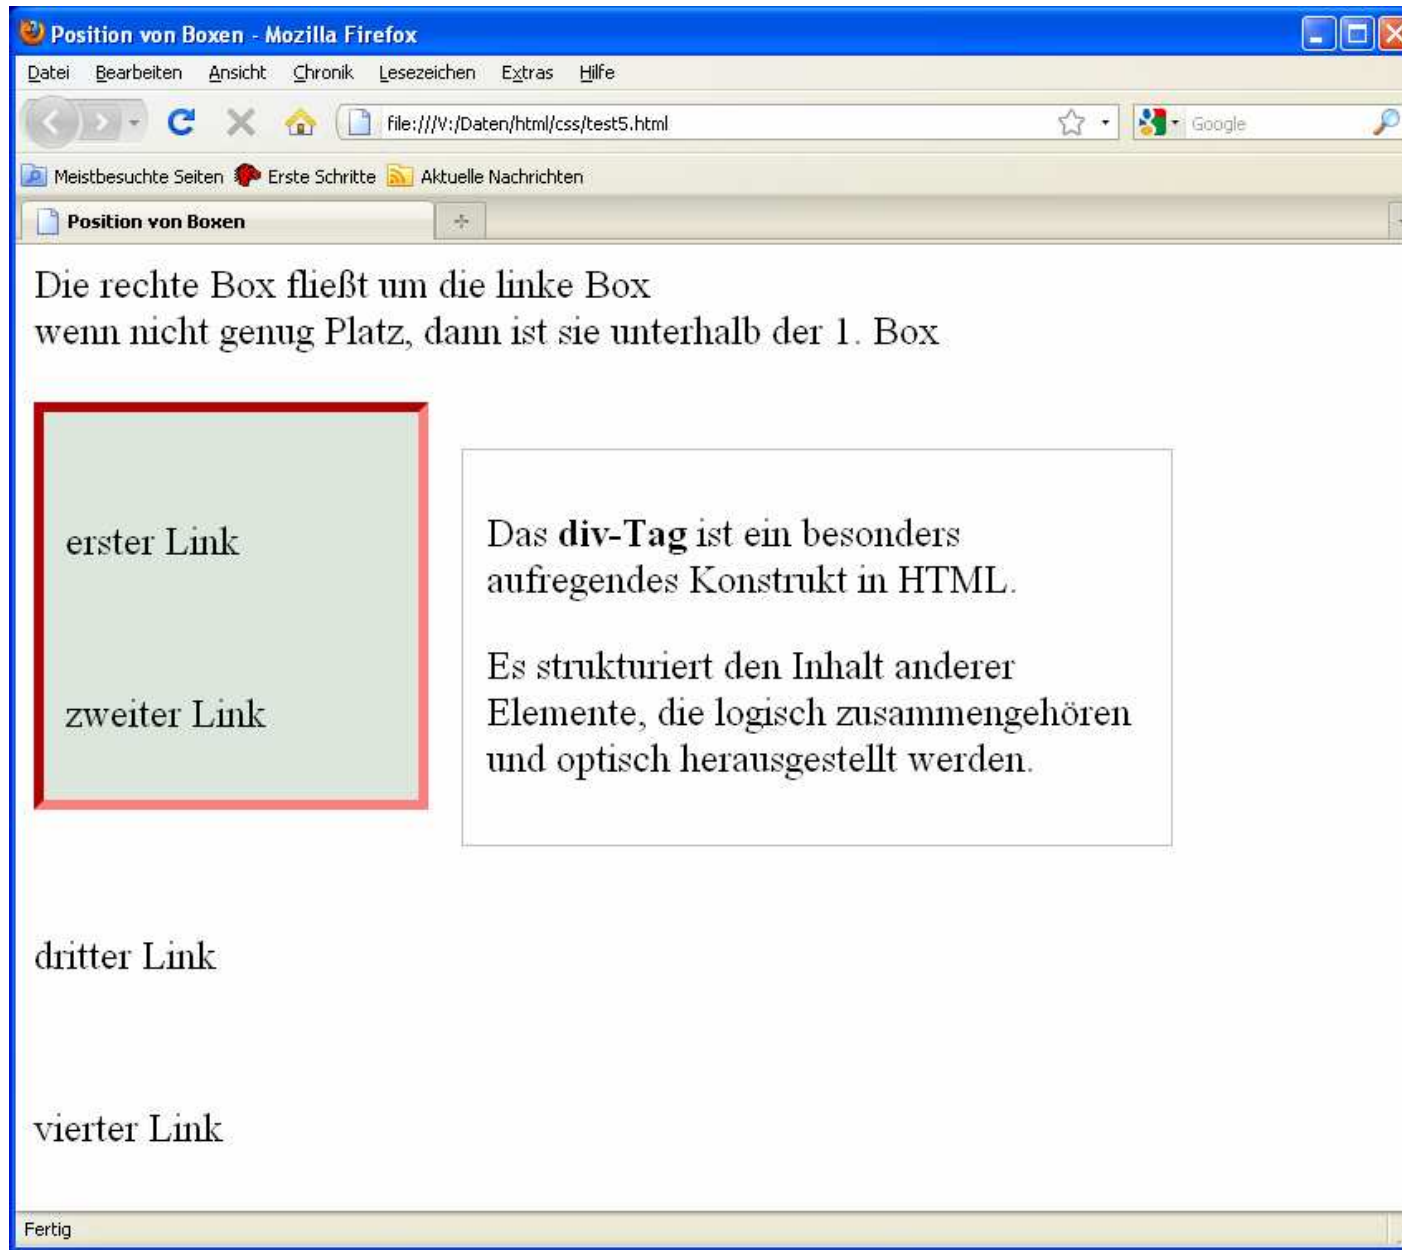 Position von Boxen - Mozilla Firefox
Datei Bearbeiten Ansicht Chronik Lesezeichen Extras Hilfe
file:///V:/Daten/html/css/test5.html
Google
Meistbesuchte Seiten Erste Schritte Aktuelle Nachrichten
Position von Boxen
Die rechte Box fließt um die linke Box
wenn nicht genug Platz, dann ist sie unterhalb der 1. Box
erster Link
zweiter Link
Das div-Tag ist ein besonders
aufregendes Konstrukt in HTML.
Es strukturiert den Inhalt anderer
Elemente, die logisch zusammengehören
und optisch herausgestellt werden.
dritter Link
vierter Link
Fertig